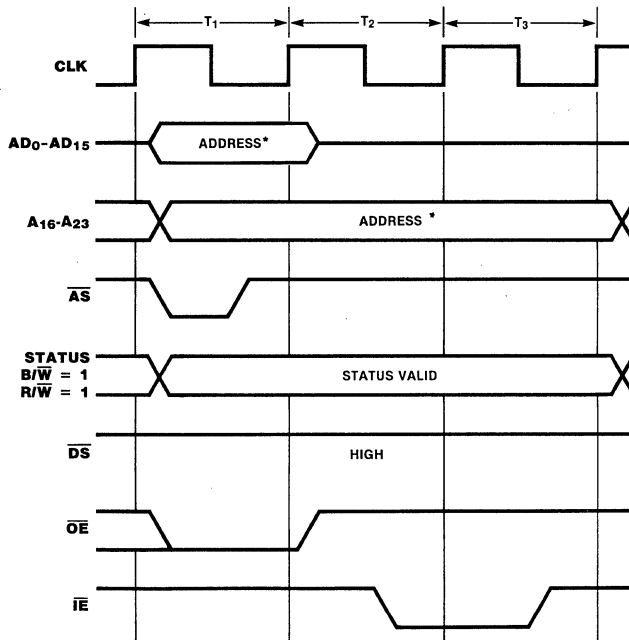 T1 T2 T3
CLK
AD0-AD15 ADDRESS*
A16-A23 ADDRESS *
AS
STATUS
B/W = 1 STATUS VALID
R/W = 1
DS HIGH
OE
IE